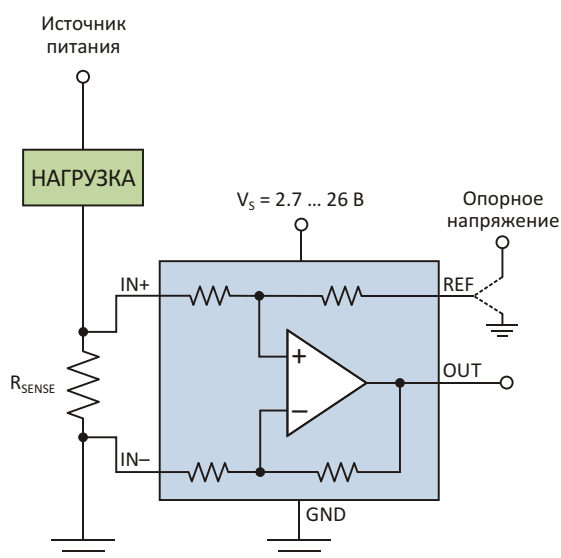 Источник
питания
НАГРУЗКА
V_S = 2.7 ... 26 В
Опорное
напряжение
IN+
REF
+
OUT
R_SENSE
–
IN–
GND